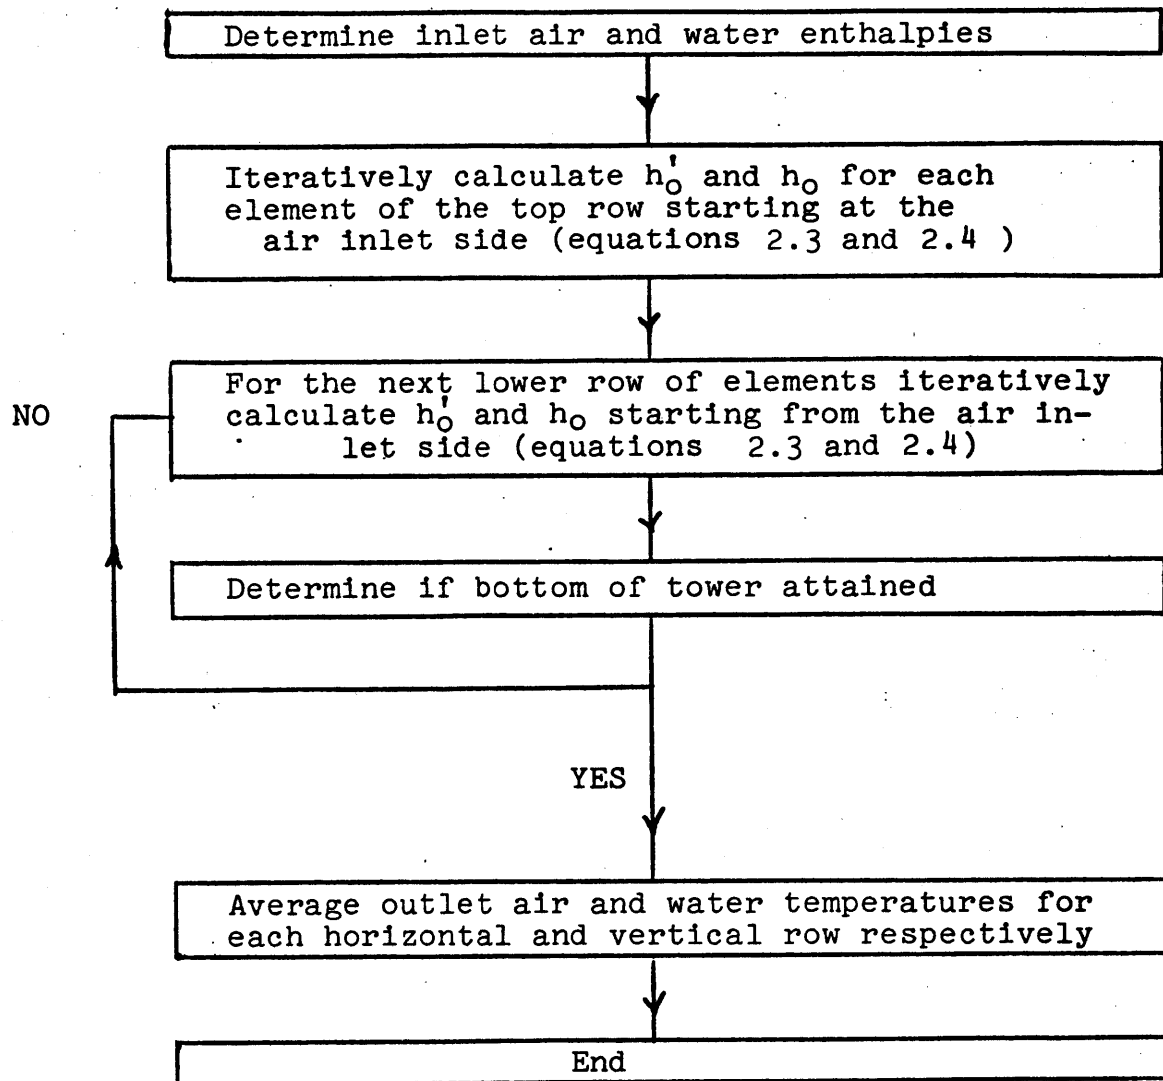 Determine inlet air and water enthalpies
Iteratively calculate h'o and ho for each
element of the top row starting at the
air inlet side (equations 2.3 and 2.4 )
For the next lower row of elements iteratively
NO
calculate h'o and ho starting from the air in-
let side (equations 2.3 and 2.4)
Determine if bottom of tower attained
YES
Average outlet air and water temperatures for
each horizontal and vertical row respectively
End